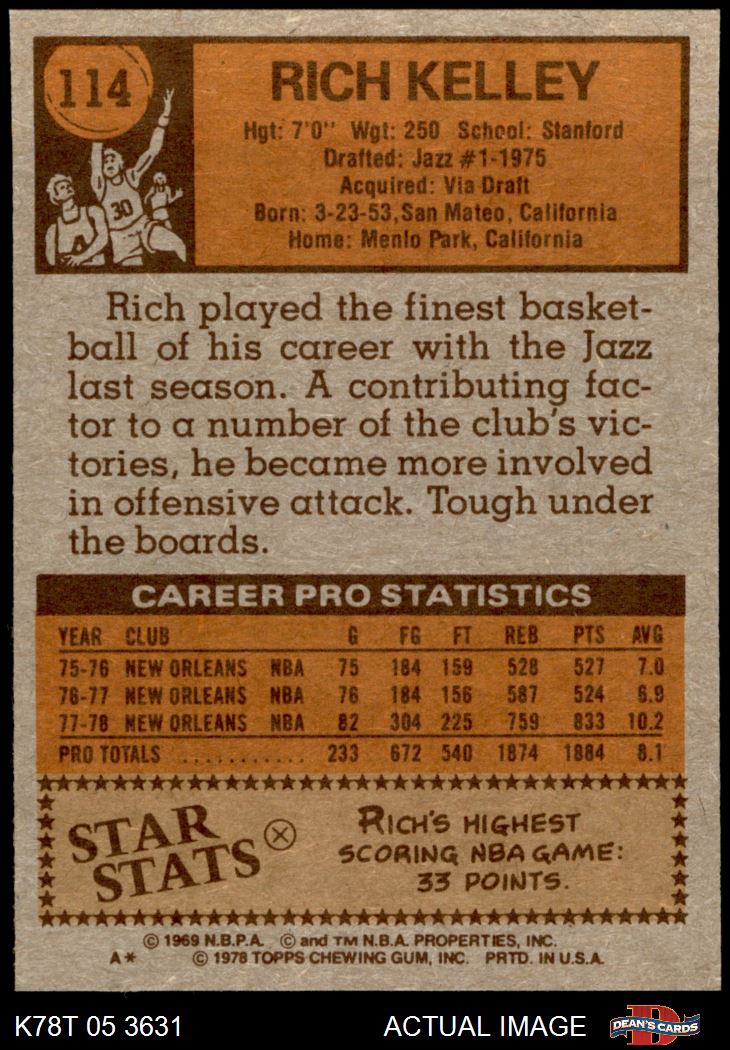 114
RICH KELLEY
Hgt: 7'0" Wgt: 250 School: Stanford
Drafted: Jazz #1-1975
Acquired: Via Draft
Born: 3-23-53, San Mateo, California
Home: Menlo Park, California
30
Rich played the finest basket-
ball of his career with the Jazz
last season. A contributing fac-
tor to a number of the club's vic-
tories, he became more involved
in offensive attack. Tough under
the boards.
CAREER PRO STATISTICS
YEAR CLUB G FG FT REB PTS AVG
75-76 NEW ORLEANS NBA 75 184 159 528 527 7.0
76-77 NEW ORLEANS NBA 76 184 156 587 524 6.9
77-78 NEW ORLEANS NBA 82 304 225 759 833 10.2
PRO TOTALS ........... 233 672 540 1874 1884 8.1
STAR STATS
RICH'S HIGHEST
SCORING NBA GAME:
33 POINTS.
© 1969 N.B.P.A. © and TM N.B.A. PROPERTIES, INC.
A* © 1978 TOPPS CHEWING GUM, INC. PRTD. IN U.S.A.
K78T 05 3631 ACTUAL IMAGE DEAN'S CARDS